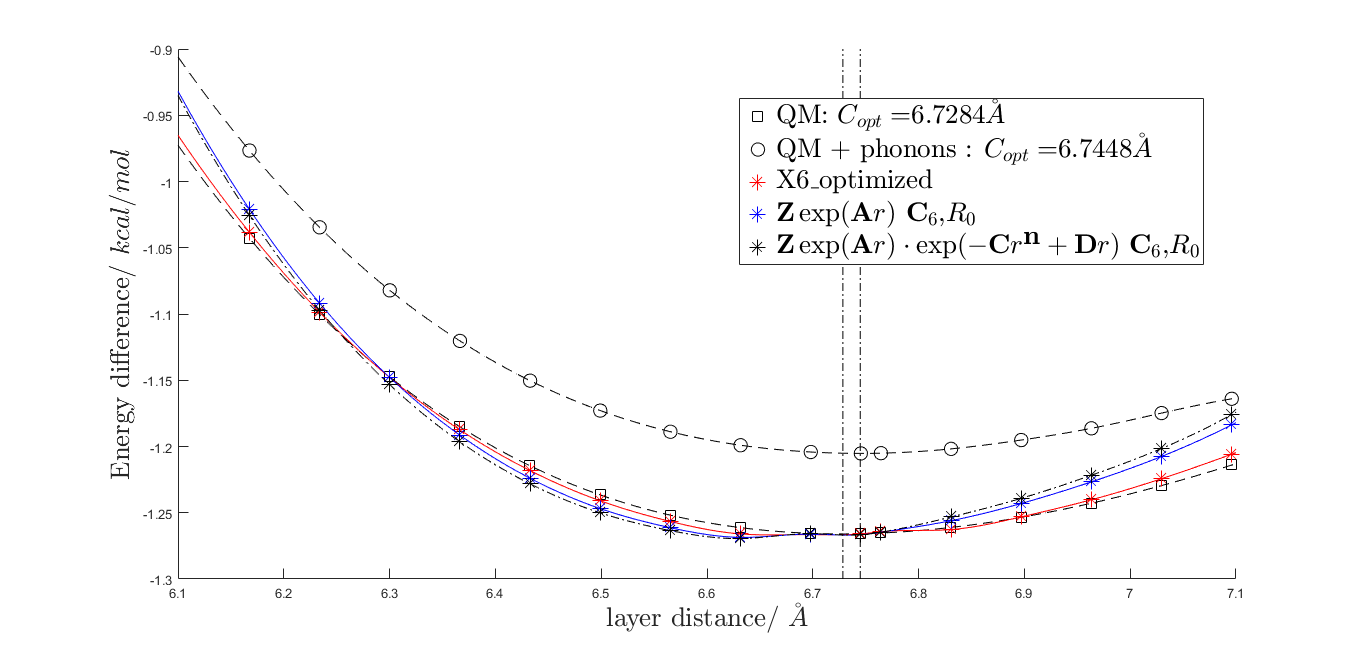 -0.9
-0.95
-1
-1.05
-1.1
-1.15
-1.2
-1.25
-1.3
Energy difference/ kcal/mol
QM: C_opt =6.7284Å
QM + phonons : C_opt =6.7448Å
X6_optimized
Z exp(Ar) C_6,R_0
Z exp(Ar) · exp(−Cr^n + Dr) C_6,R_0
6.1 6.2 6.3 6.4 6.5 6.6 6.7 6.8 6.9 7 7.1
layer distance/ Å